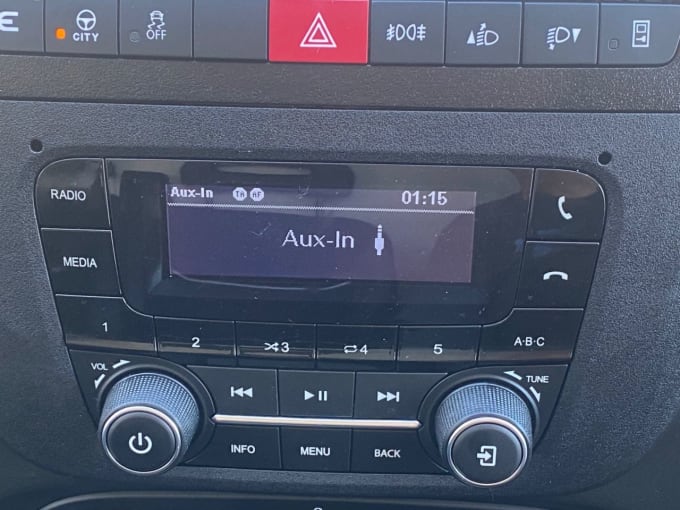 E CITY OFF
RADIO
Aux-In TA AF 01:15
Aux-In
MEDIA
1 2 3 4 5 A·B·C
VOL TUNE
INFO MENU BACK